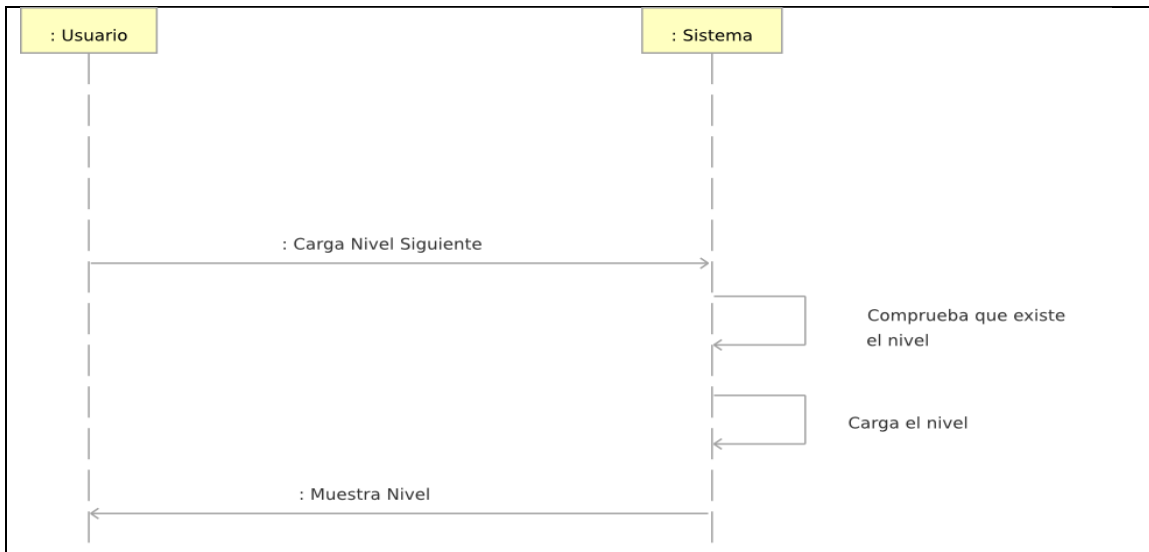 : Usuario
: Sistema
: Carga Nivel Siguiente
Comprueba que existe
el nivel
Carga el nivel
: Muestra Nivel